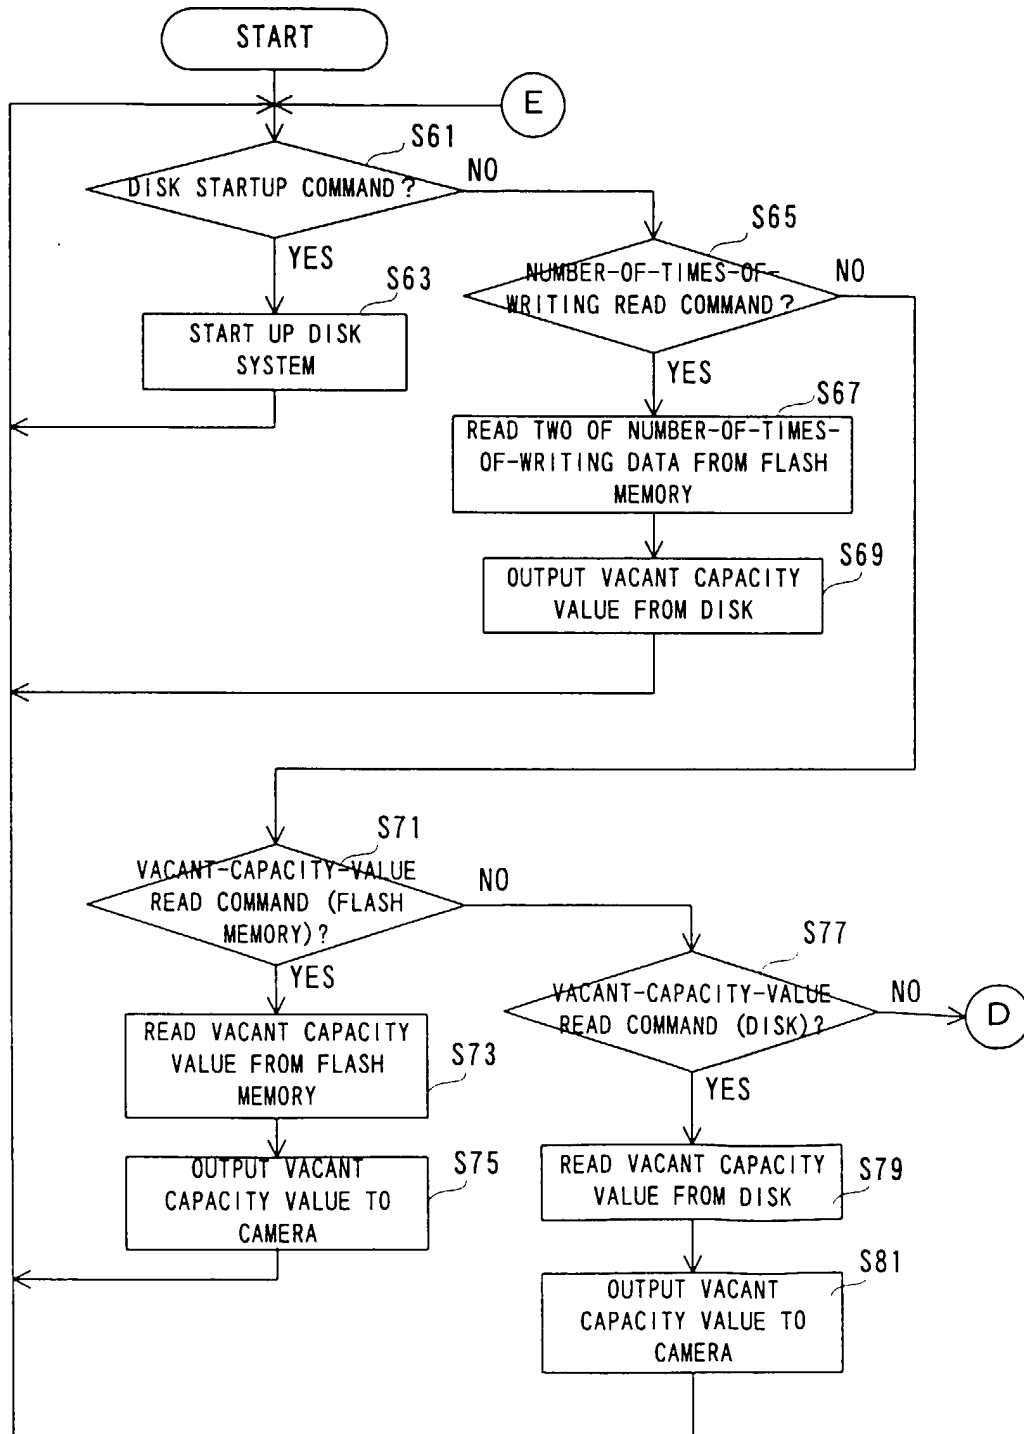 START
E
S61
DISK STARTUP COMMAND?
NO
YES
S63
START UP DISK
SYSTEM
S65
NUMBER-OF-TIMES-OF-
WRITING READ COMMAND?
NO
YES
S67
READ TWO OF NUMBER-OF-TIMES-
OF-WRITING DATA FROM FLASH
MEMORY
S69
OUTPUT VACANT CAPACITY
VALUE FROM DISK
S71
VACANT-CAPACITY-VALUE
READ COMMAND (FLASH
MEMORY)?
NO
YES
S73
READ VACANT CAPACITY
VALUE FROM FLASH
MEMORY
S75
OUTPUT VACANT
CAPACITY VALUE TO
CAMERA
S77
VACANT-CAPACITY-VALUE
READ COMMAND (DISK)?
NO
D
YES
S79
READ VACANT CAPACITY
VALUE FROM DISK
S81
OUTPUT VACANT
CAPACITY VALUE TO
CAMERA